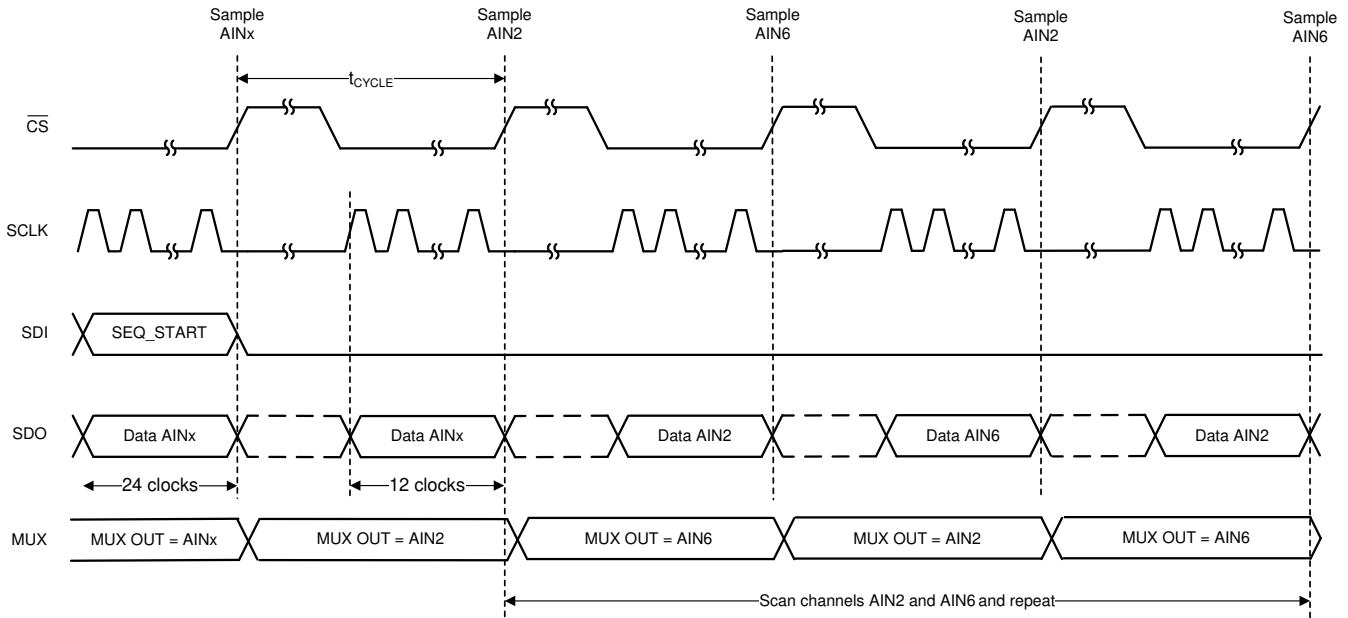 Sample
AINx
Sample
AIN2
Sample
AIN6
Sample
AIN2
Sample
AIN6
tCYCLE
CS
SCLK
SDI
SEQ_START
SDO
Data AINx
Data AINx
Data AIN2
Data AIN6
Data AIN2
24 clocks
12 clocks
MUX
MUX OUT = AINx
MUX OUT = AIN2
MUX OUT = AIN6
MUX OUT = AIN2
MUX OUT = AIN6
Scan channels AIN2 and AIN6 and repeat